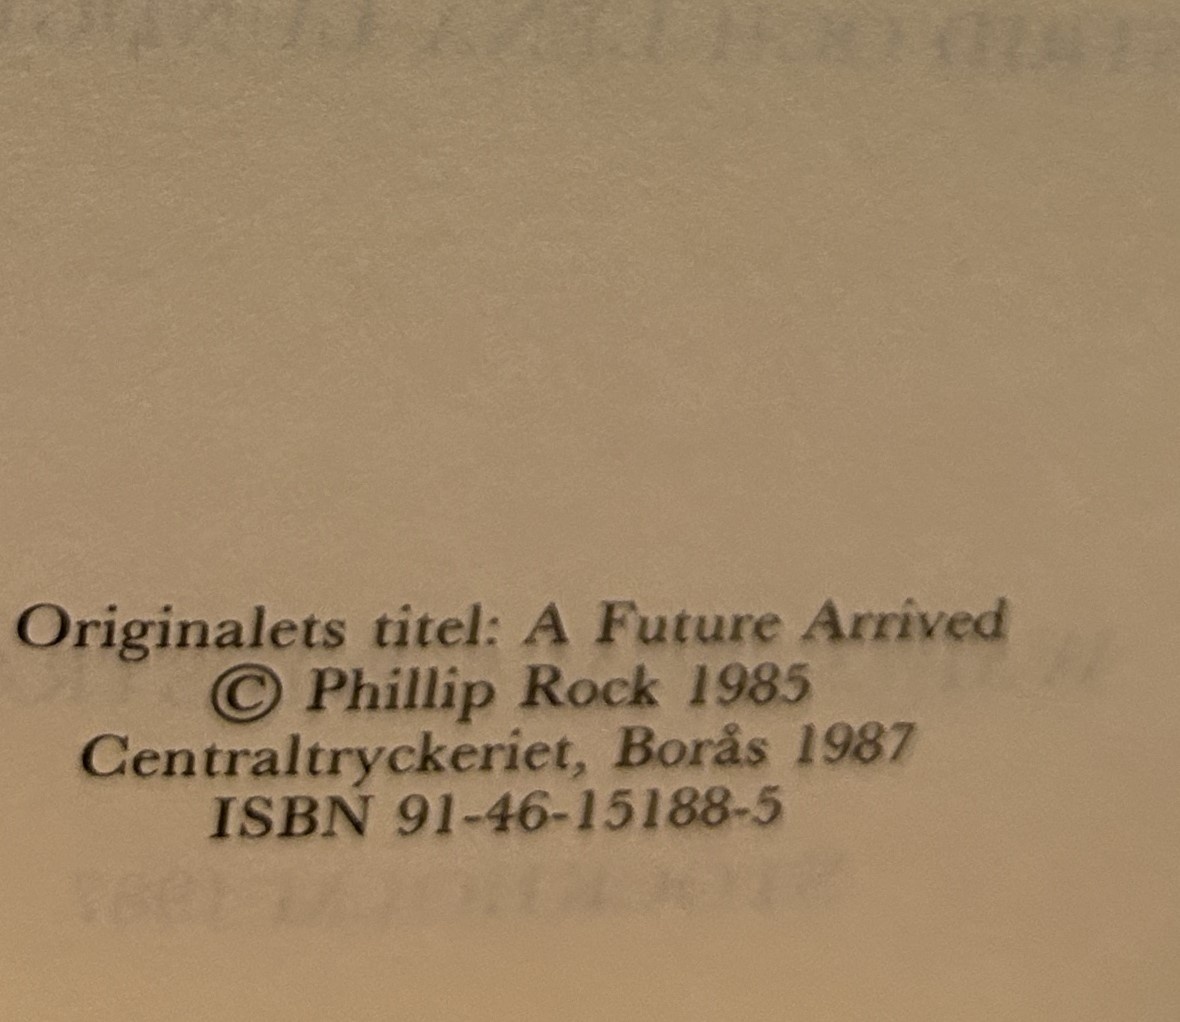 Originalets titel: A Future Arrived
© Phillip Rock 1985
Centraltryckeriet, Borås 1987
ISBN 91-46-15188-5